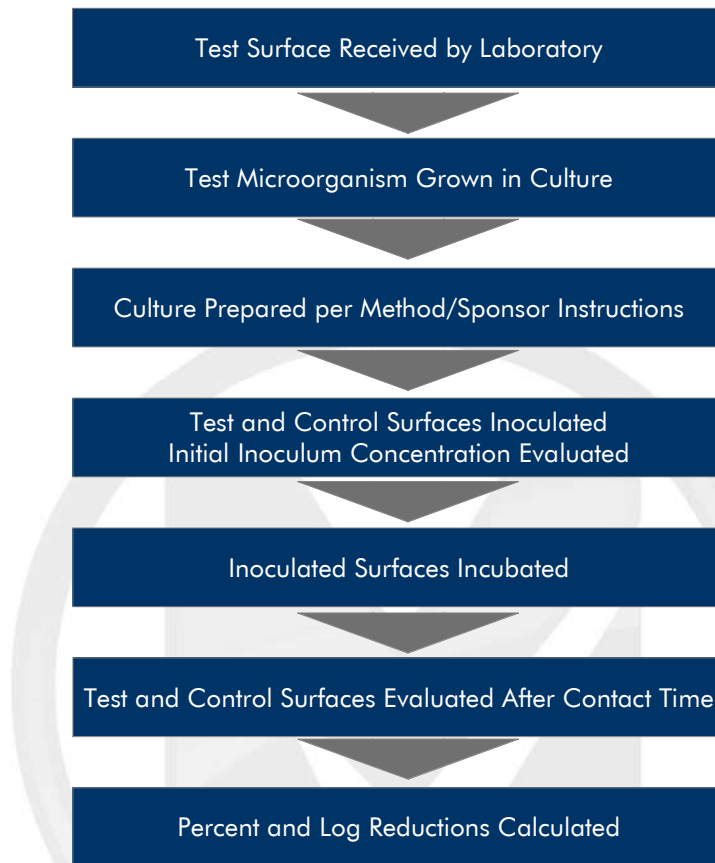 Test Surface Received by Laboratory
Test Microorganism Grown in Culture
Culture Prepared per Method/Sponsor Instructions
Test and Control Surfaces Inoculated
Initial Inoculum Concentration Evaluated
Inoculated Surfaces Incubated
Test and Control Surfaces Evaluated After Contact Time
Percent and Log Reductions Calculated